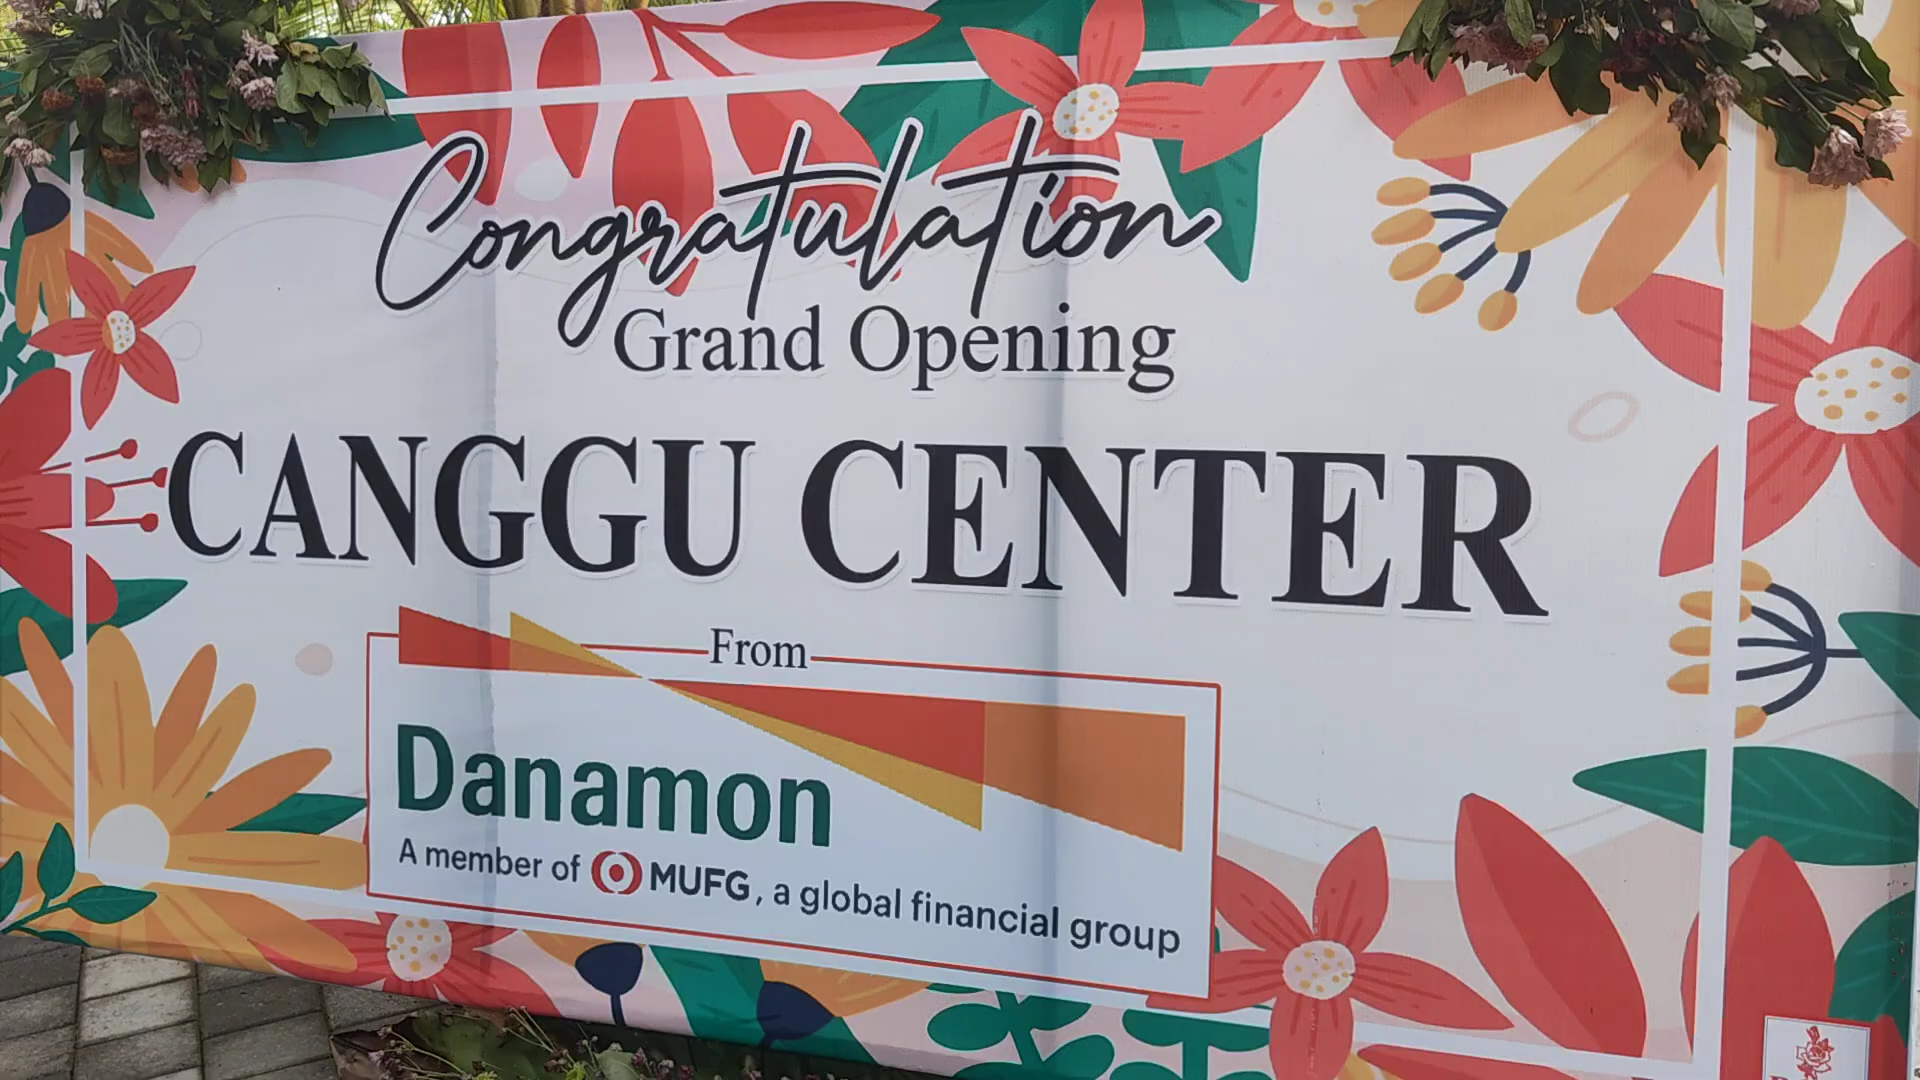 Congratulation
Grand Opening
CANGGU CENTER
From
Danamon
A member of MUFG, a global financial group